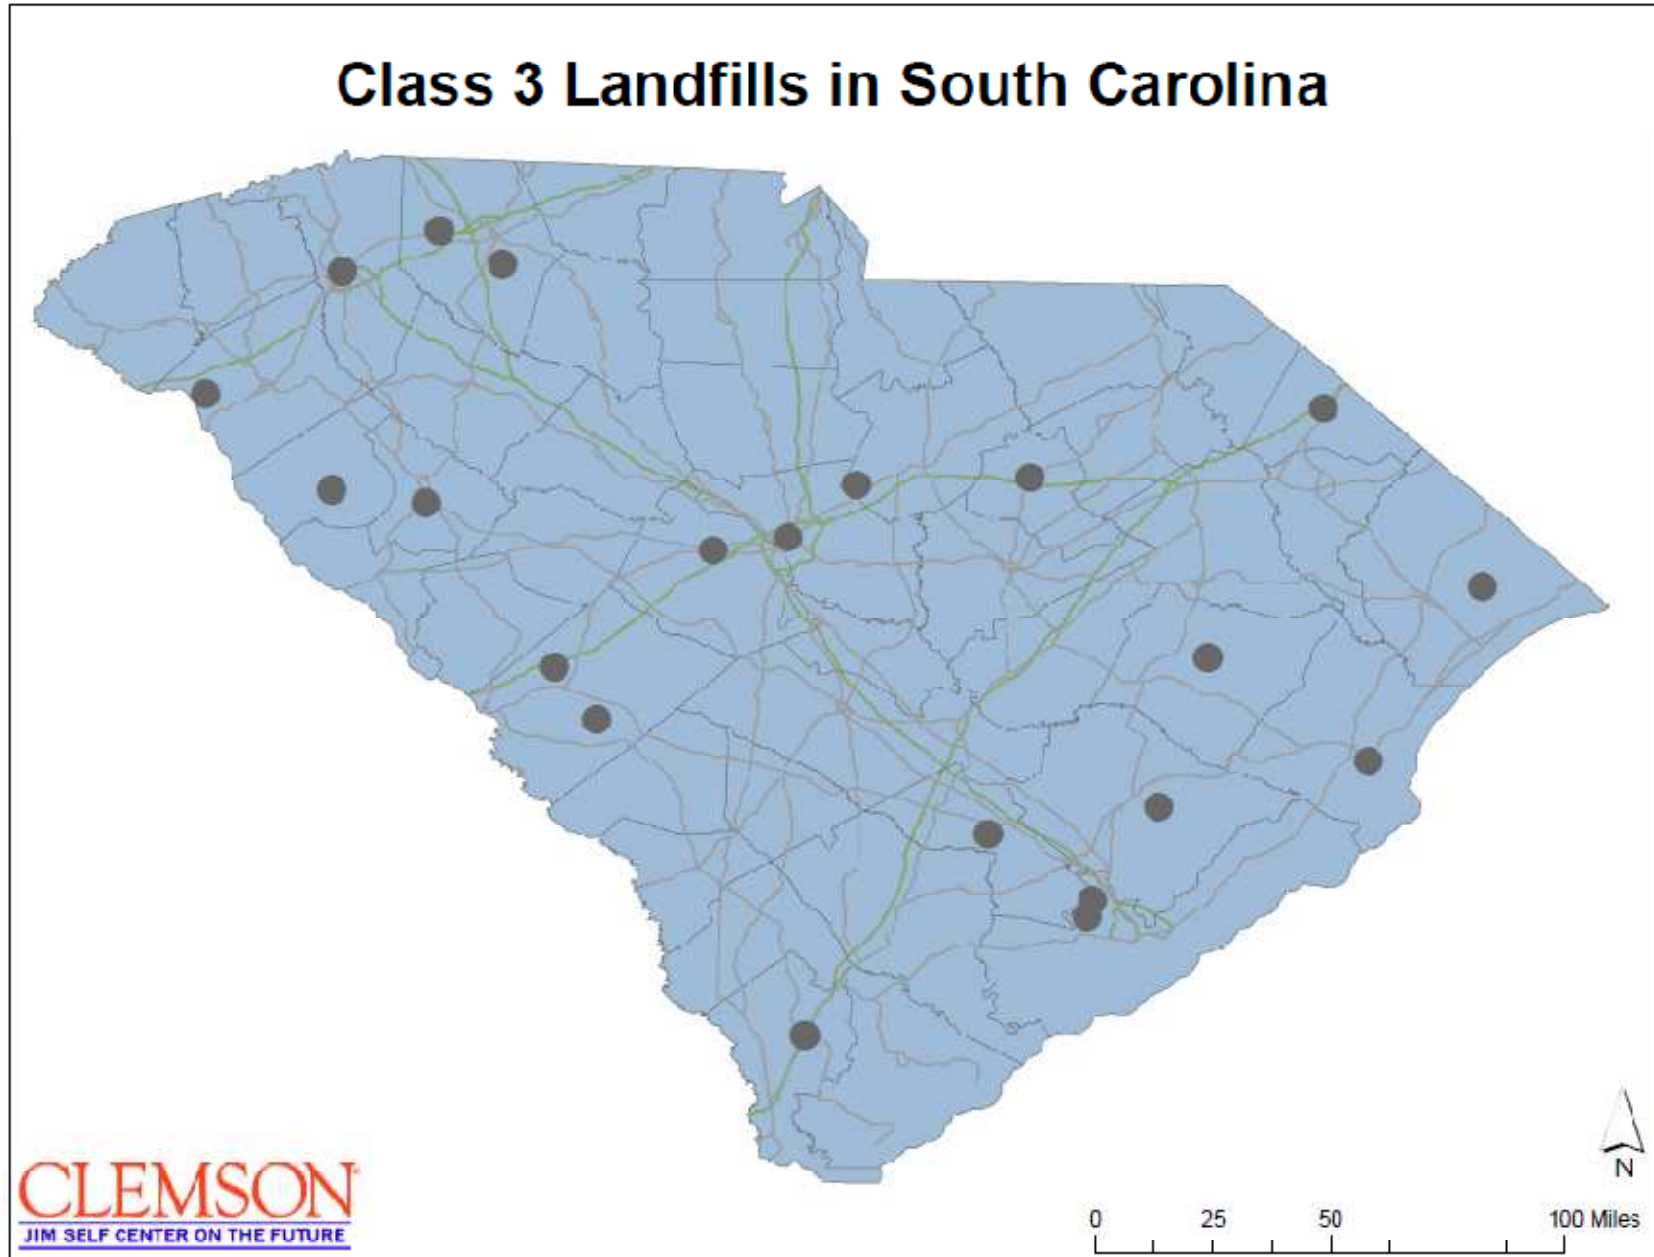 Class 3 Landfills in South Carolina
N
0 25 50 100 Miles
CLEMSON
JIM SELF CENTER ON THE FUTURE